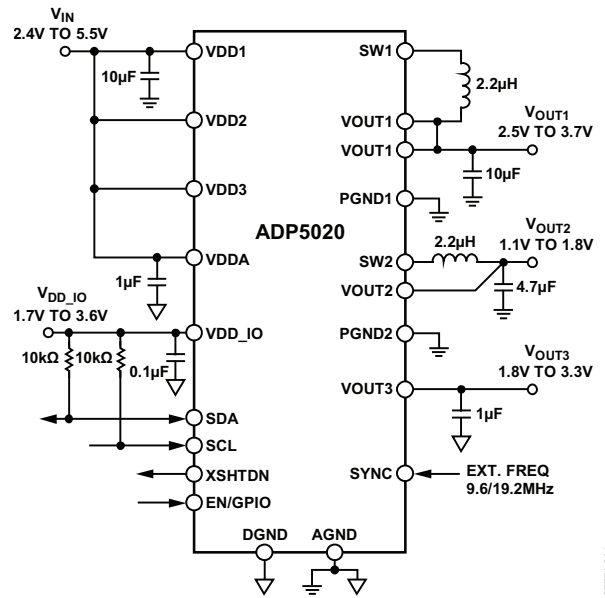 VIN
2.4V TO 5.5V
10µF
VDD1
VDD2
VDD3
VDDA
1µF
VDD_IO
1.7V TO 3.6V
VDD_IO
10kΩ
10kΩ
0.1µF
SDA
SCL
XSHTDN
EN/GPIO
ADP5020
DGND
AGND
SW1
2.2µH
VOUT1
VOUT1
VOUT1
2.5V TO 3.7V
10µF
PGND1
2.2µH
SW2
VOUT2
1.1V TO 1.8V
VOUT2
4.7µF
PGND2
VOUT3
1.8V TO 3.3V
VOUT3
1µF
SYNC
EXT. FREQ
9.6/19.2MHz